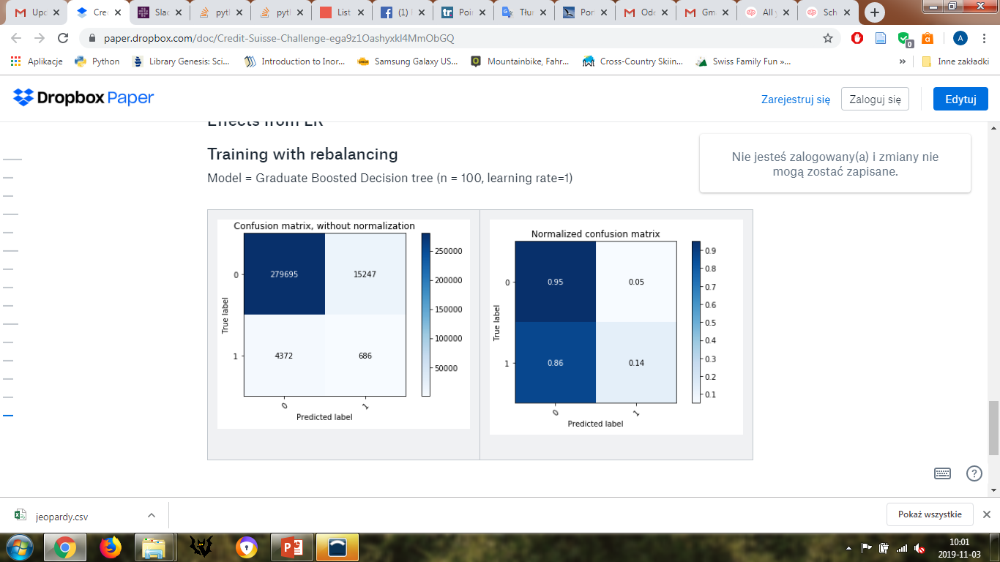 Upd
Cre
Slac
pytl
pytl
List
(1)
Poi
Tłu
Por
Ode
Gm
All y
Sch
paper.dropbox.com/doc/Credit-Suisse-Challenge-ega9z1OashyxkI4MmObGQ
A
0
Aplikacje
Python
Library Genesis: Sci...
Introduction to Inor...
Samsung Galaxy US...
Mountainbike, Fahr...
Cross-Country Skiin...
Swiss Family Fun »...
»
Inne zakładki
Dropbox Paper
Zarejestruj się
Zaloguj się
Edytuj
Effects from LR
Training with rebalancing
Model = Graduate Boosted Decision tree (n = 100, learning rate=1)
Nie jesteś zalogowany(a) i zmiany nie
mogą zostać zapisane.
Confusion matrix, without normalization
279695
15247
4372
686
0
1
True label
0
1
Predicted label
250000
200000
150000
100000
50000
Normalized confusion matrix
0.95
0.05
0.86
0.14
0
1
True label
0
1
Predicted label
0.9
0.8
0.7
0.6
0.5
0.4
0.3
0.2
0.1
?
jeopardy.csv
Pokaż wszystkie
10:01
2019-11-03